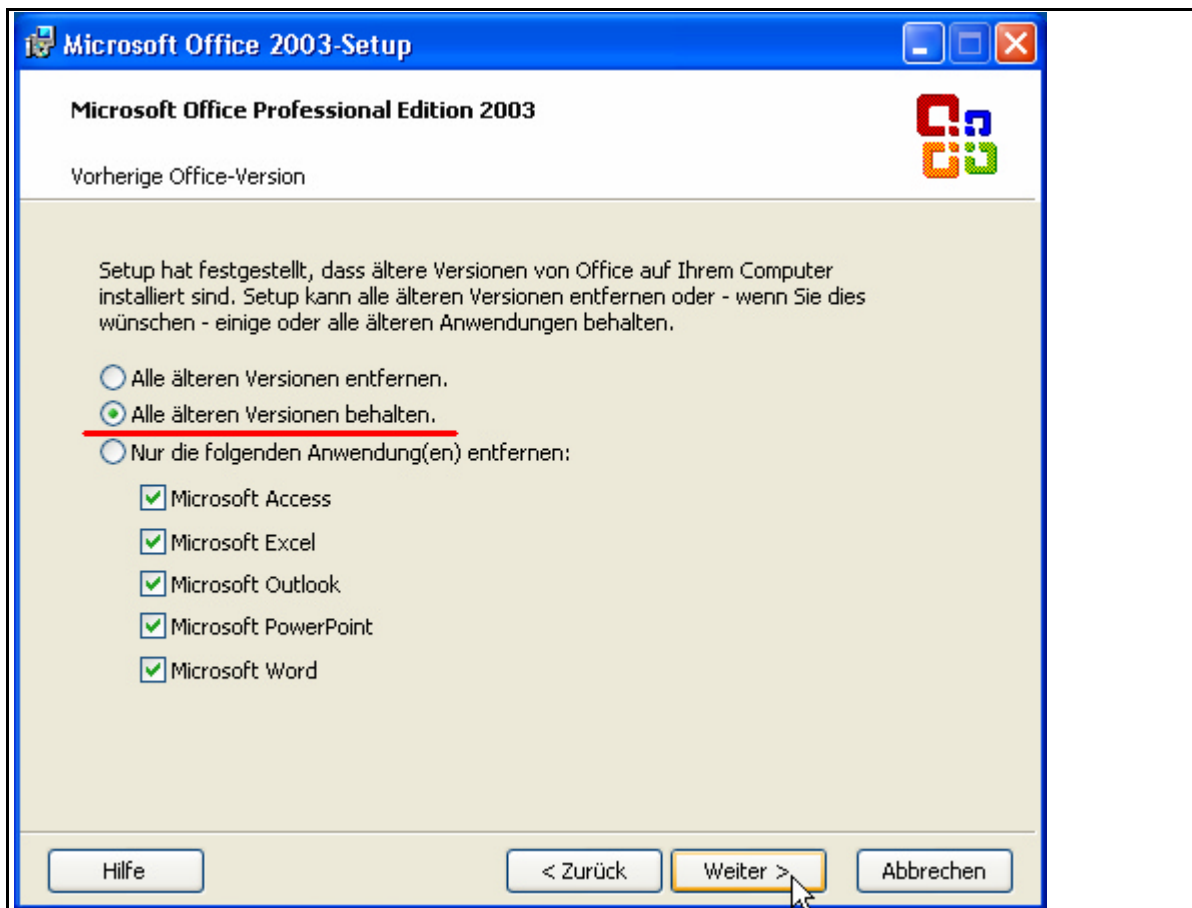 Microsoft Office 2003-Setup
Microsoft Office Professional Edition 2003
Vorherige Office-Version
Setup hat festgestellt, dass ältere Versionen von Office auf Ihrem Computer
installiert sind. Setup kann alle älteren Versionen entfernen oder - wenn Sie dies
wünschen - einige oder alle älteren Anwendungen behalten.
Alle älteren Versionen entfernen.
Alle älteren Versionen behalten.
Nur die folgenden Anwendung(en) entfernen:
Microsoft Access
Microsoft Excel
Microsoft Outlook
Microsoft PowerPoint
Microsoft Word
Hilfe
< Zurück
Weiter >
Abbrechen